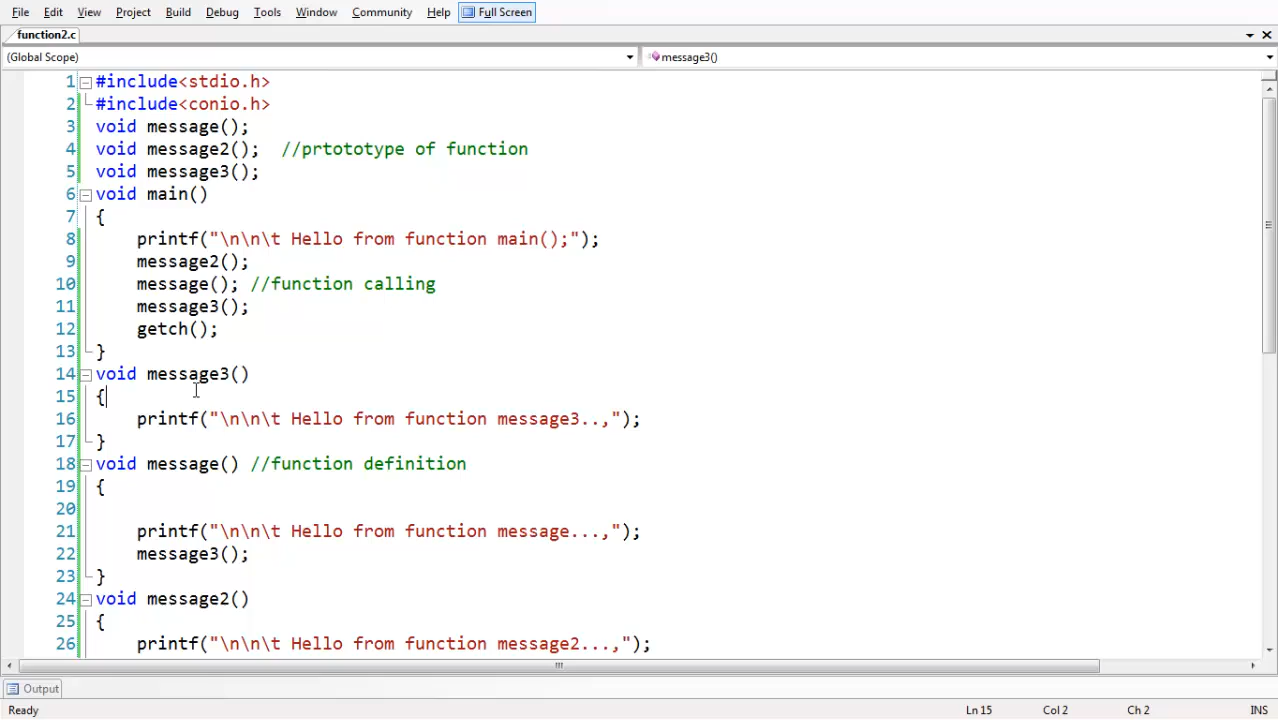 File Edit View Project Build Debug Tools Window Community Help Full Screen
function2.c
(Global Scope) message3()
1 #include<stdio.h>
2 #include<conio.h>
3 void message();
4 void message2();  //prtototype of function
5 void message3();
6 void main()
7 {
8     printf("\n\n\t Hello from function main();");
9     message2();
10     message(); //function calling
11     message3();
12     getch();
13 }
14 void message3()
15 {
16     printf("\n\n\t Hello from function message3..,");
17 }
18 void message() //function definition
19 {
20
21     printf("\n\n\t Hello from function message...,");
22     message3();
23 }
24 void message2()
25 {
26     printf("\n\n\t Hello from function message2...,");
Output
Ready Ln 15 Col 2 Ch 2 INS